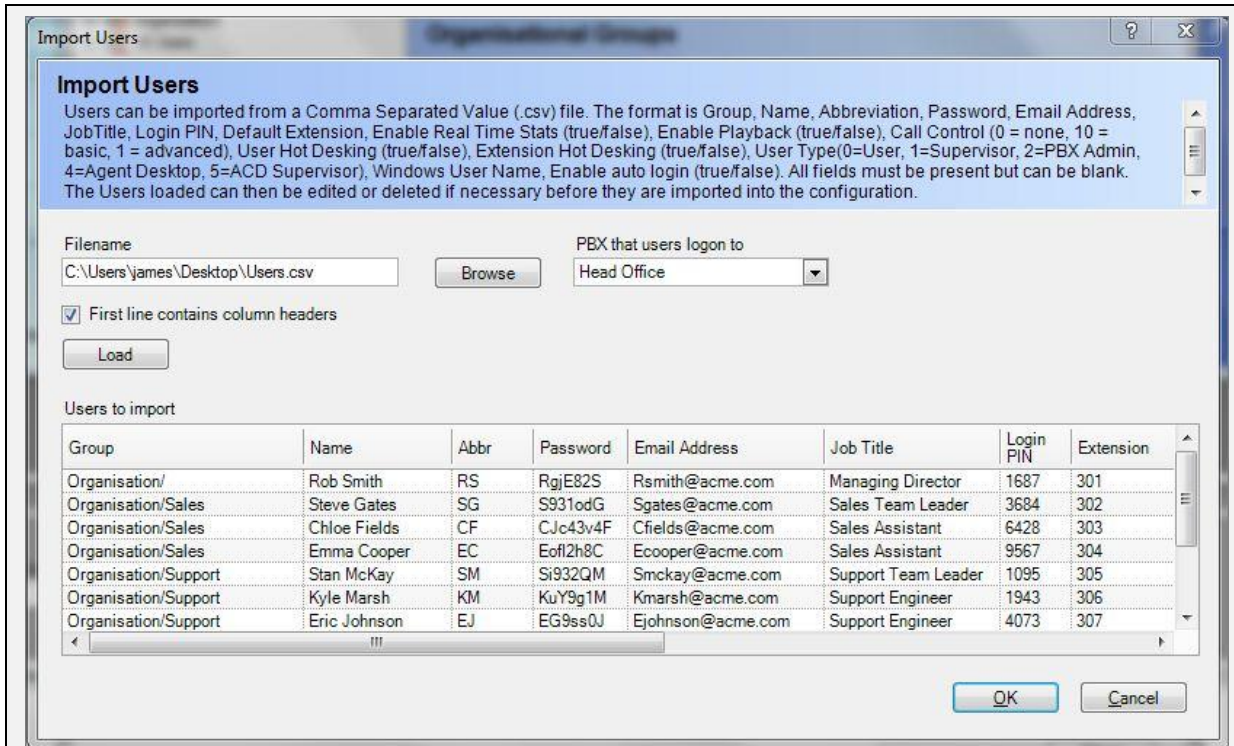 Organisational Groups
Import Users
Import Users
Users can be imported from a Comma Separated Value (.csv) file. The format is Group, Name, Abbreviation, Password, Email Address,
JobTitle, Login PIN, Default Extension, Enable Real Time Stats (true/false), Enable Playback (true/false), Call Control (0 = none, 10 =
basic, 1 = advanced), User Hot Desking (true/false), Extension Hot Desking (true/false), User Type(0=User, 1=Supervisor, 2=PBX Admin,
4=Agent Desktop, 5=ACD Supervisor), Windows User Name, Enable auto login (true/false). All fields must be present but can be blank.
The Users loaded can then be edited or deleted if necessary before they are imported into the configuration.
Filename PBX that users logon to
C:\Users\james\Desktop\Users.csv Browse Head Office
First line contains column headers
Load
Users to import
Group Name Abbr Password Email Address Job Title Login PIN Extension
Organisation/ Rob Smith RS RgjE82S Rsmith@acme.com Managing Director 1687 301
Organisation/Sales Steve Gates SG S931odG Sgates@acme.com Sales Team Leader 3684 302
Organisation/Sales Chloe Fields CF CJc43v4F Cfields@acme.com Sales Assistant 6428 303
Organisation/Sales Emma Cooper EC Eofl2h8C Ecooper@acme.com Sales Assistant 9567 304
Organisation/Support Stan McKay SM Si932QM Smckay@acme.com Support Team Leader 1095 305
Organisation/Support Kyle Marsh KM KuY9g1M Kmarsh@acme.com Support Engineer 1943 306
Organisation/Support Eric Johnson EJ EG9ss0J Ejohnson@acme.com Support Engineer 4073 307
OK Cancel